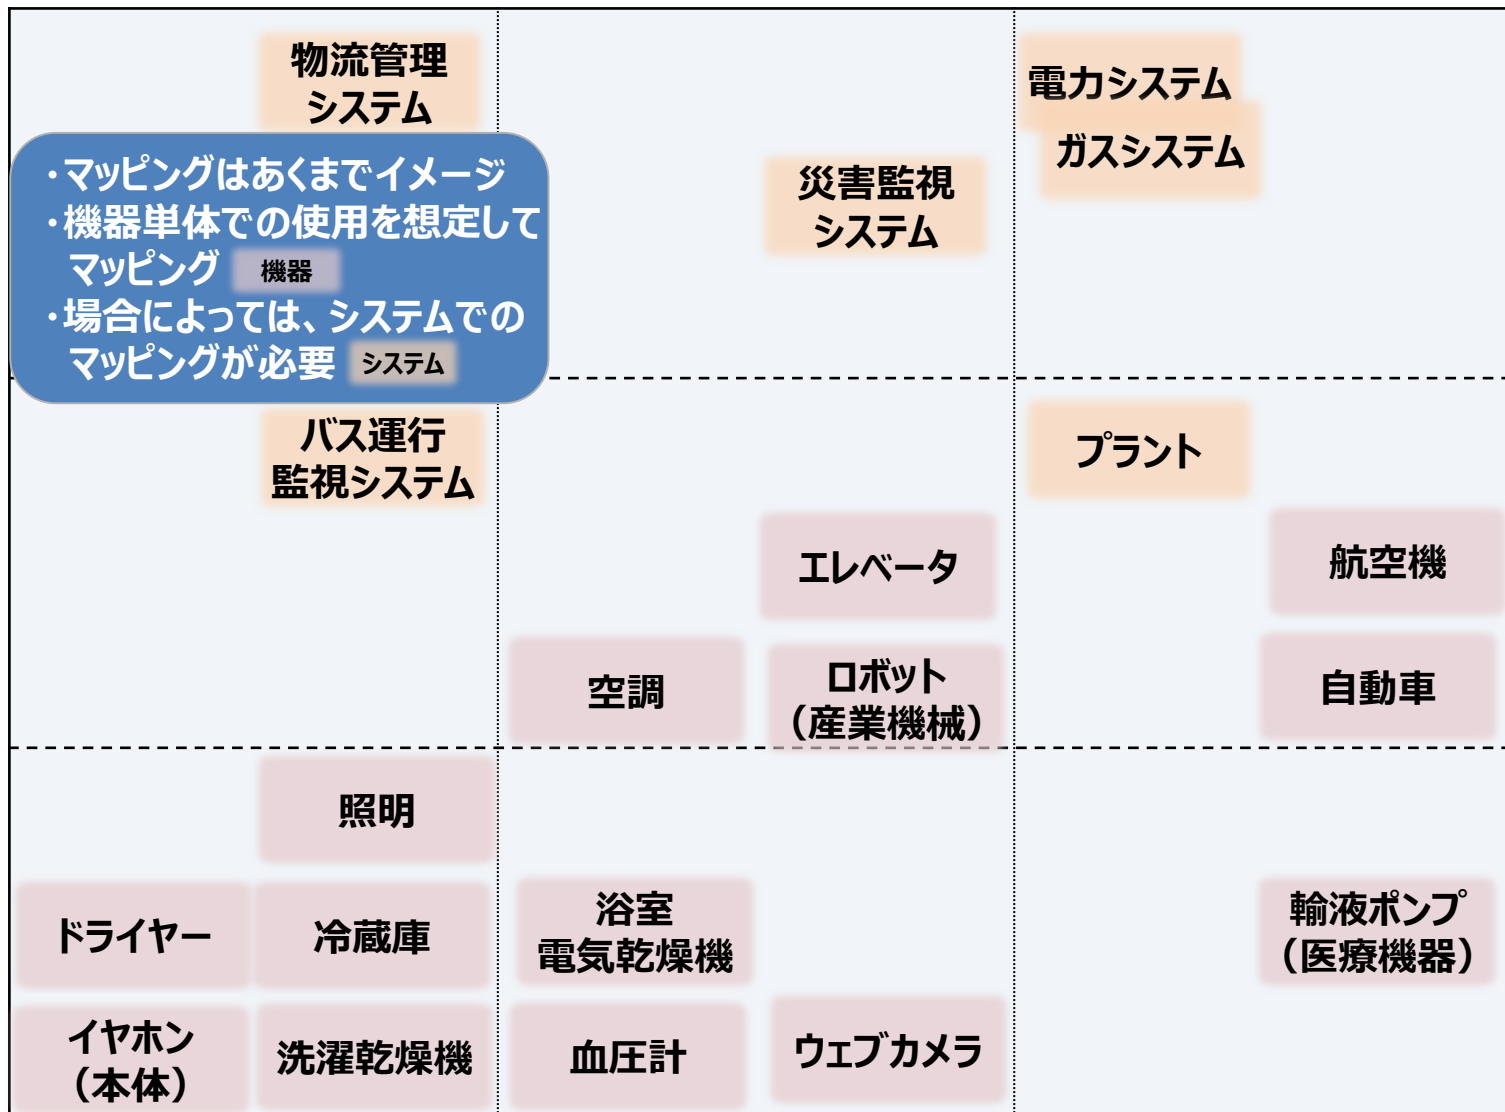 物流管理
システム
電力システム
ガスシステム
災害監視
システム
・マッピングはあくまでイメージ
・機器単体での使用を想定して
マッピング 機器
・場合によっては、システムでの
マッピングが必要 システム
バス運行
監視システム
プラント
エレベータ
航空機
空調
ロボット
（産業機械）
自動車
照明
ドライヤー
冷蔵庫
浴室
電気乾燥機
輸液ポンプ
（医療機器）
イヤホン
（本体）
洗濯乾燥機
血圧計
ウェブカメラ